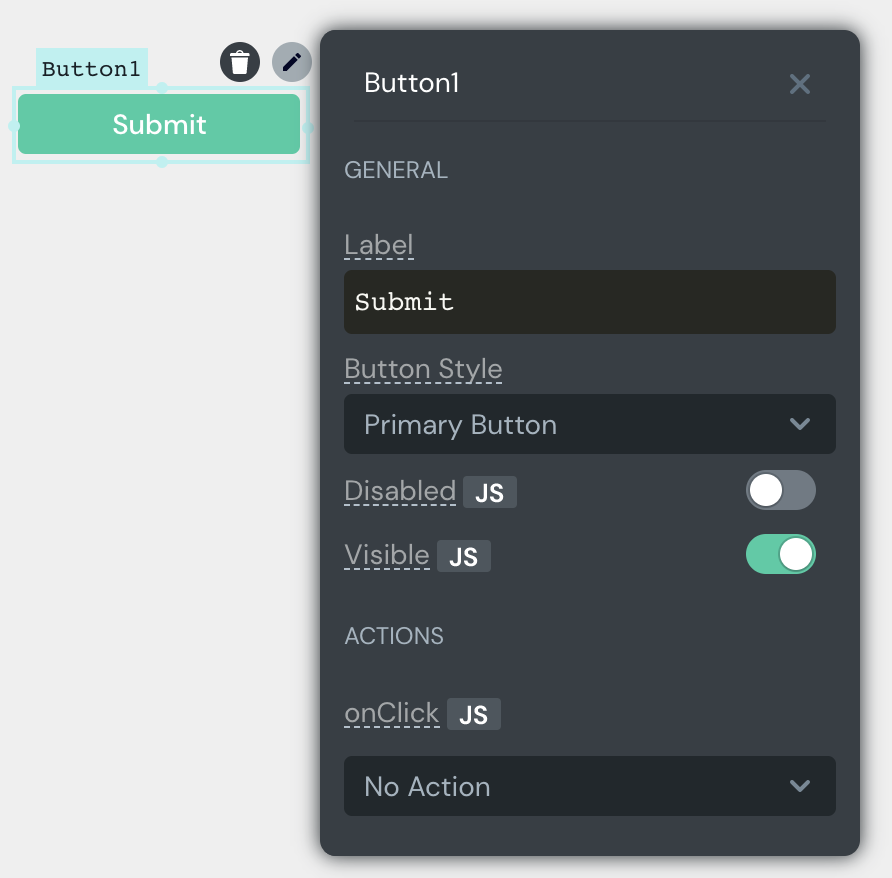 Button1
Submit
Button1
GENERAL
Label
Submit
Button Style
Primary Button
Disabled JS
Visible JS
ACTIONS
onClick JS
No Action